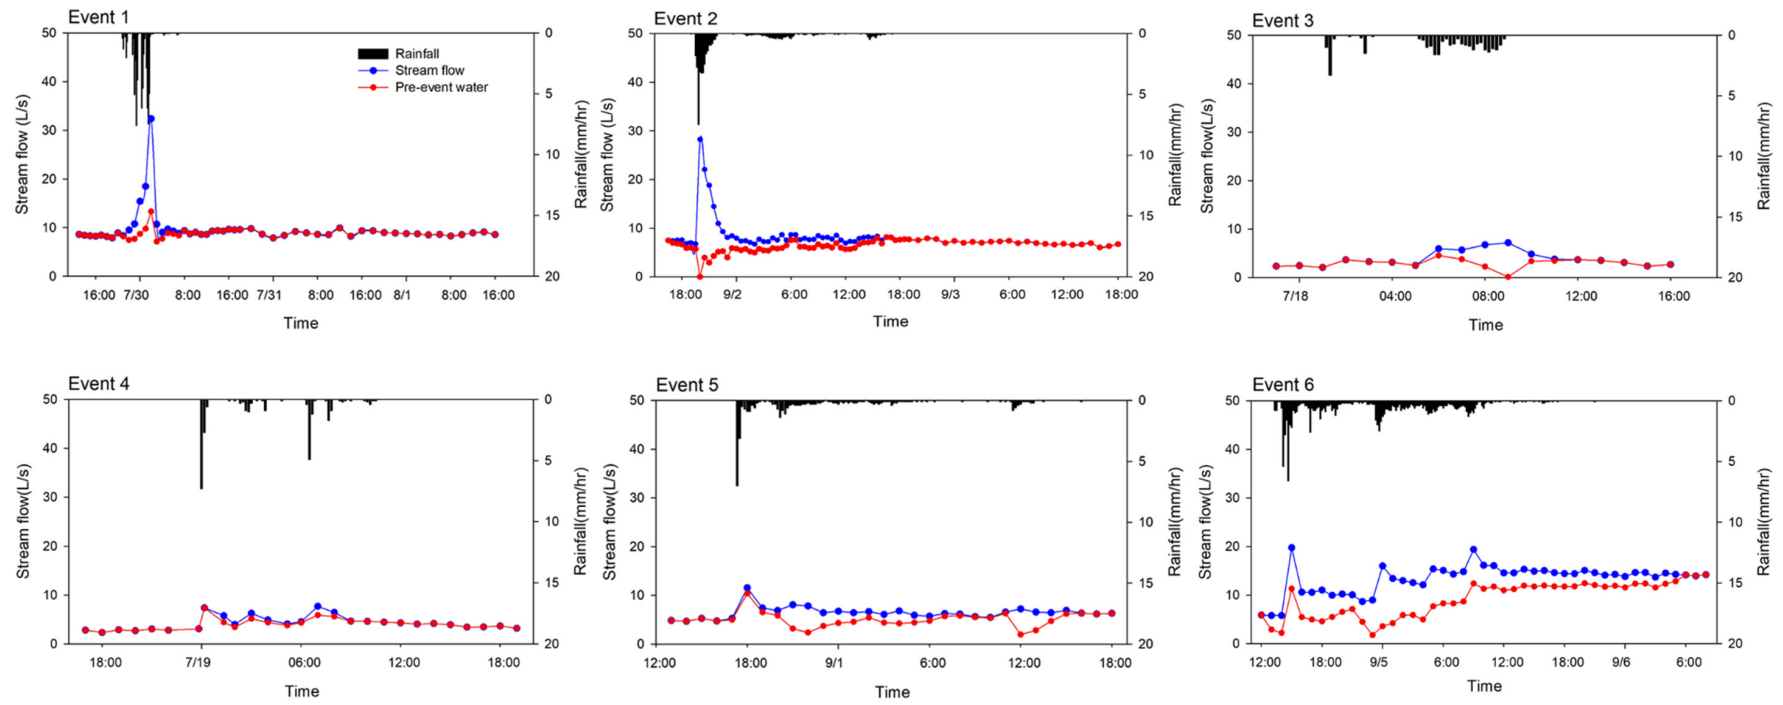 Event 1
Event 2
Event 3
50 0 50 0 50 0
Rainfall
Stream flow
Pre-event water
40 5 40 5 40 5
30 10 30 10 30 10
20 15 20 15 20 15
10 10 10
0 20 0 20 0 20
Stream flow (L/s) Rainfall(mm/hr) Stream flow (L/s) Rainfall(mm/hr) Stream flow(L/s) Rainfall(mm/hr)
16:00 7/30 8:00 16:00 7/31 8:00 16:00 8/1 8:00 16:00
18:00 9/2 6:00 12:00 18:00 9/3 6:00 12:00 18:00
7/18 04:00 08:00 12:00 16:00
Time Time Time
Event 4
Event 5
Event 6
50 0 50 0 50 0
40 5 40 5 40 5
30 10 30 10 30 10
20 15 20 15 20 15
10 10 10
0 20 0 20 0 20
Stream flow(L/s) Rainfall(mm/hr) Stream flow(L/s) Rainfall(mm/hr) Stream flow(L/s) Rainfall(mm/hr)
18:00 7/19 06:00 12:00 18:00
12:00 18:00 9/1 6:00 12:00 18:00
12:00 18:00 9/5 6:00 12:00 18:00 9/6 6:00
Time Time Time